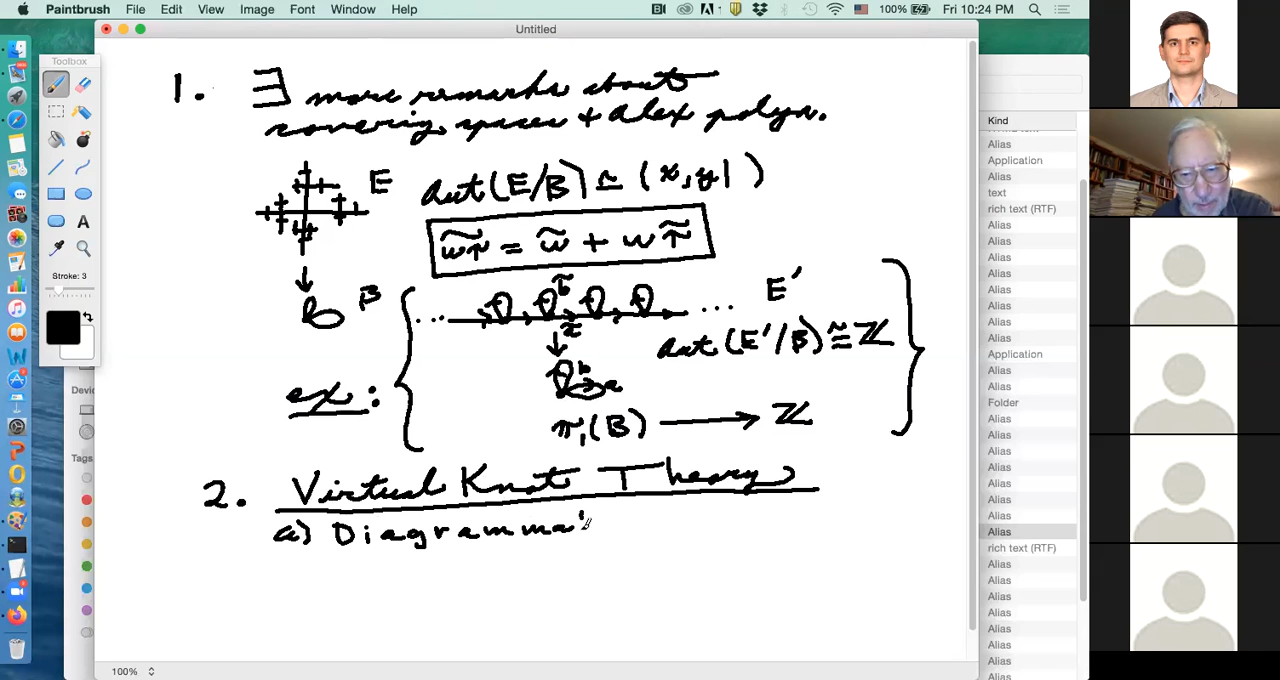 Paintbrush File Edit View Image Font Window Help
100% Fri 10:24 PM
Untitled
Toolbox
A
Stroke: 3
1. ∃ more remarks about
covering spaces + Alex polyn.
E
Aut(E/B) ≃ (x,y| )
w̃τ = w̃ + wτ̃
B
... b̃ ... E'
ã
Aut(E'/B) ≅ ℤ
ex:
b a
π₁(B) ⟶ ℤ
2. Virtual Knot Theory
a) Diagramma
100%
Devic
Tags
Kind
Alias
Alias
Application
Alias
text
rich text (RTF)
Alias
Alias
Alias
Alias
Alias
Alias
Alias
Application
Alias
Alias
Folder
Alias
Alias
Alias
Alias
Alias
Alias
Alias
Alias
rich text (RTF)
Alias
Alias
Alias
Alias
Alias
Alias
Alias